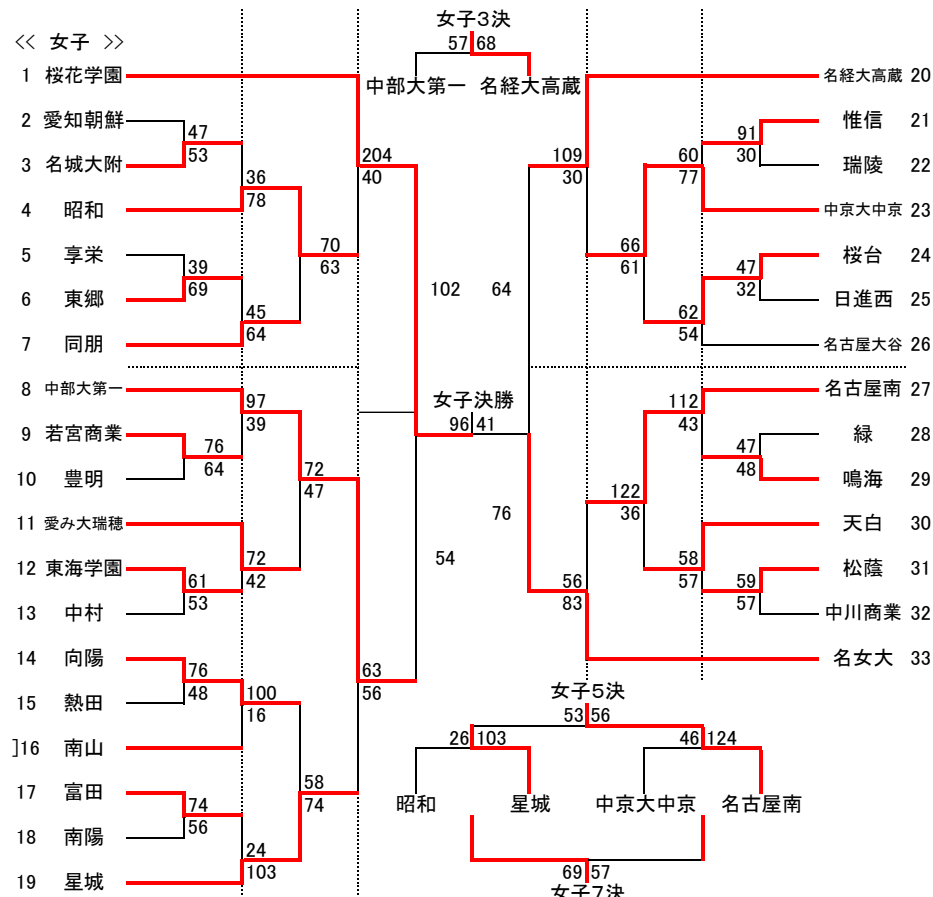 女子3決
<< 女子 >>
57 68
中部大第一 名経大高蔵
1 桜花学園
2 愛知朝鮮
47
53
3 名城大附
36
78
4 昭和
70
63
5 享栄
39
69
6 東郷
45
64
7 同朋
204
40
8 中部大第一
97
39
9 若宮商業
76
64
10 豊明
72
47
11 愛み大瑞穂
72
42
12 東海学園
61
53
13 中村
14 向陽
76
48
15 熱田
100
16
]16 南山
63
56
58
74
17 富田
74
56
18 南陽
24
103
19 星城
102 64
女子決勝
96 41
76
54
名経大高蔵 20
惟信 21
91
30
瑞陵 22
60
77
中京大中京 23
109
30
66
61
桜台 24
47
32
日進西 25
62
54
名古屋大谷 26
名古屋南 27
112
43
緑 28
47
48
鳴海 29
122
36
天白 30
58
57
松蔭 31
59
57
中川商業 32
56
83
名女大 33
女子5決
53 56
26 103
46 124
昭和 星城 中京大中京 名古屋南
69 57
女子7決